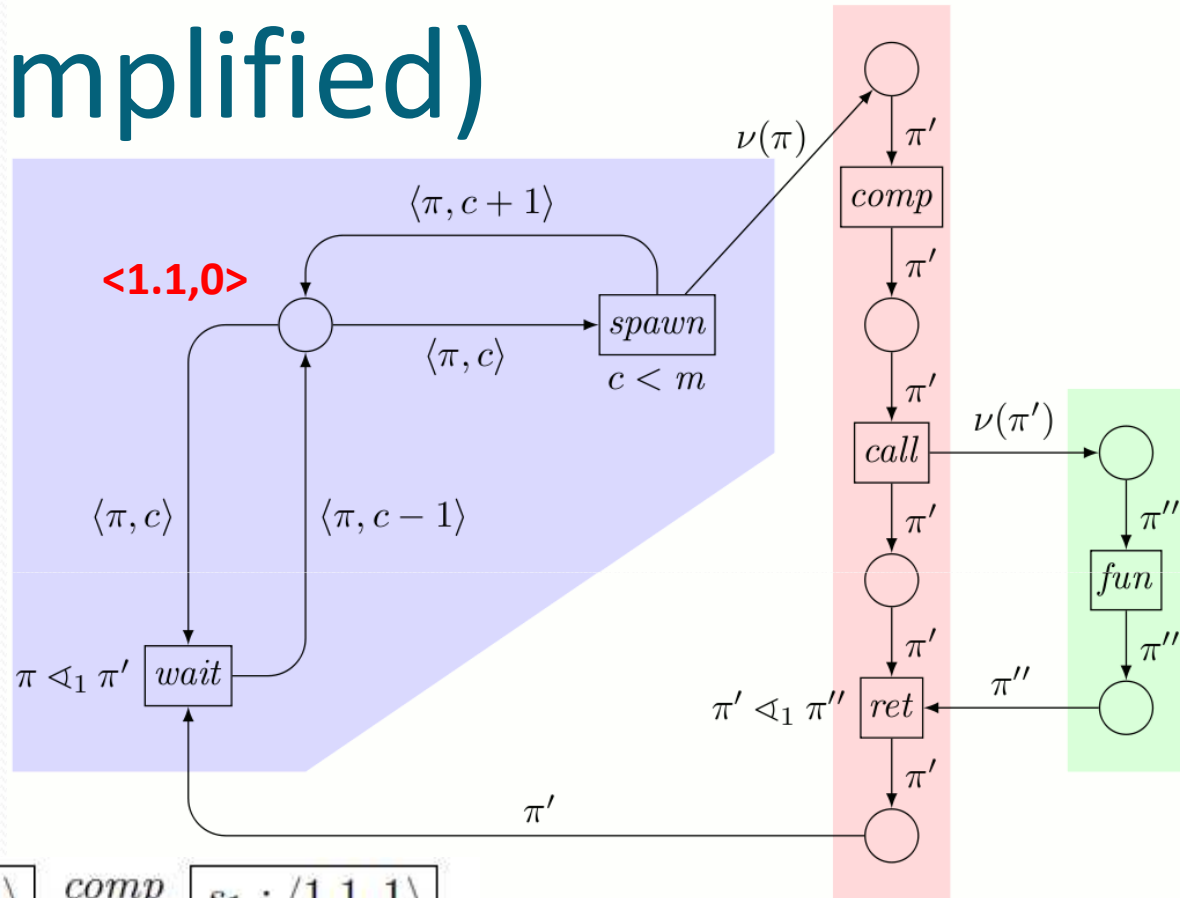 mplified)
ν(π)
π′
comp
⟨π, c + 1⟩
π′
<1.1,0>
spawn
⟨π, c⟩
c < m
π′
call
ν(π′)
⟨π, c⟩
⟨π, c − 1⟩
π′
π′′
fun
π′
π′′
π ⋖₁ π′
wait
π′ ⋖₁ π′′
ret
π′′
π′
π′
comp